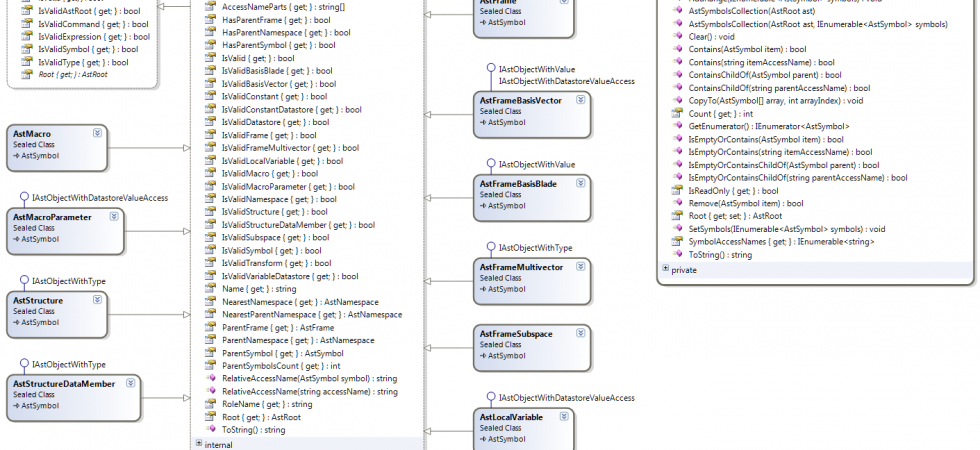 IsValidAstRoot { get; } : bool
IsValidCommand { get; } : bool
IsValidExpression { get; } : bool
IsValidSymbol { get; } : bool
IsValidType { get; } : bool
Root { get; } : AstRoot
AstMacro
Sealed Class
AstSymbol
IAstObjectWithDatastoreValueAccess
AstMacroParameter
Sealed Class
AstSymbol
IAstObjectWithType
AstStructure
Sealed Class
AstSymbol
IAstObjectWithType
AstStructureDataMember
Sealed Class
AstSymbol
AccessNameParts { get; } : string[]
HasParentFrame { get; } : bool
HasParentNamespace { get; } : bool
HasParentSymbol { get; } : bool
IsValid { get; } : bool
IsValidBasisBlade { get; } : bool
IsValidBasisVector { get; } : bool
IsValidConstant { get; } : bool
IsValidConstantDatastore { get; } : bool
IsValidDatastore { get; } : bool
IsValidFrame { get; } : bool
IsValidFrameMultivector { get; } : bool
IsValidLocalVariable { get; } : bool
IsValidMacro { get; } : bool
IsValidMacroParameter { get; } : bool
IsValidNamespace { get; } : bool
IsValidStructure { get; } : bool
IsValidStructureDataMember { get; } : bool
IsValidSubspace { get; } : bool
IsValidSymbol { get; } : bool
IsValidTransform { get; } : bool
IsValidVariableDatastore { get; } : bool
Name { get; } : string
NearestNamespace { get; } : AstNamespace
NearestParentNamespace { get; } : AstNamespace
ParentFrame { get; } : AstFrame
ParentNamespace { get; } : AstNamespace
ParentSymbol { get; } : AstSymbol
ParentSymbolsCount { get; } : int
RelativeAccessName(AstSymbol symbol) : string
RelativeAccessName(string accessName) : string
RoleName { get; } : string
Root { get; } : AstRoot
ToString() : string
internal
AstFrame
Sealed Class
AstSymbol
IAstObjectWithValue
IAstObjectWithDatastoreValueAccess
AstFrameBasisVector
Sealed Class
AstSymbol
IAstObjectWithValue
AstFrameBasisBlade
Sealed Class
AstSymbol
IAstObjectWithType
AstFrameMultivector
Sealed Class
AstSymbol
AstFrameSubspace
Sealed Class
AstSymbol
IAstObjectWithDatastoreValueAccess
AstLocalVariable
Sealed Class
AstSymbol
AstSymbolsCollection(AstRoot ast)
AstSymbolsCollection(AstRoot ast, IEnumerable<AstSymbol> symbols)
Clear() : void
Contains(AstSymbol item) : bool
Contains(string itemAccessName) : bool
ContainsChildOf(AstSymbol parent) : bool
ContainsChildOf(string parentAccessName) : bool
CopyTo(AstSymbol[] array, int arrayIndex) : void
Count { get; } : int
GetEnumerator() : IEnumerator<AstSymbol>
IsEmptyOrContains(AstSymbol item) : bool
IsEmptyOrContains(string itemAccessName) : bool
IsEmptyOrContainsChildOf(AstSymbol parent) : bool
IsEmptyOrContainsChildOf(string parentAccessName) : bool
IsReadOnly { get; } : bool
Remove(AstSymbol item) : bool
Root { get; set; } : AstRoot
SetSymbols(IEnumerable<AstSymbol> symbols) : void
SymbolAccessNames { get; } : IEnumerable<string>
ToString() : string
private